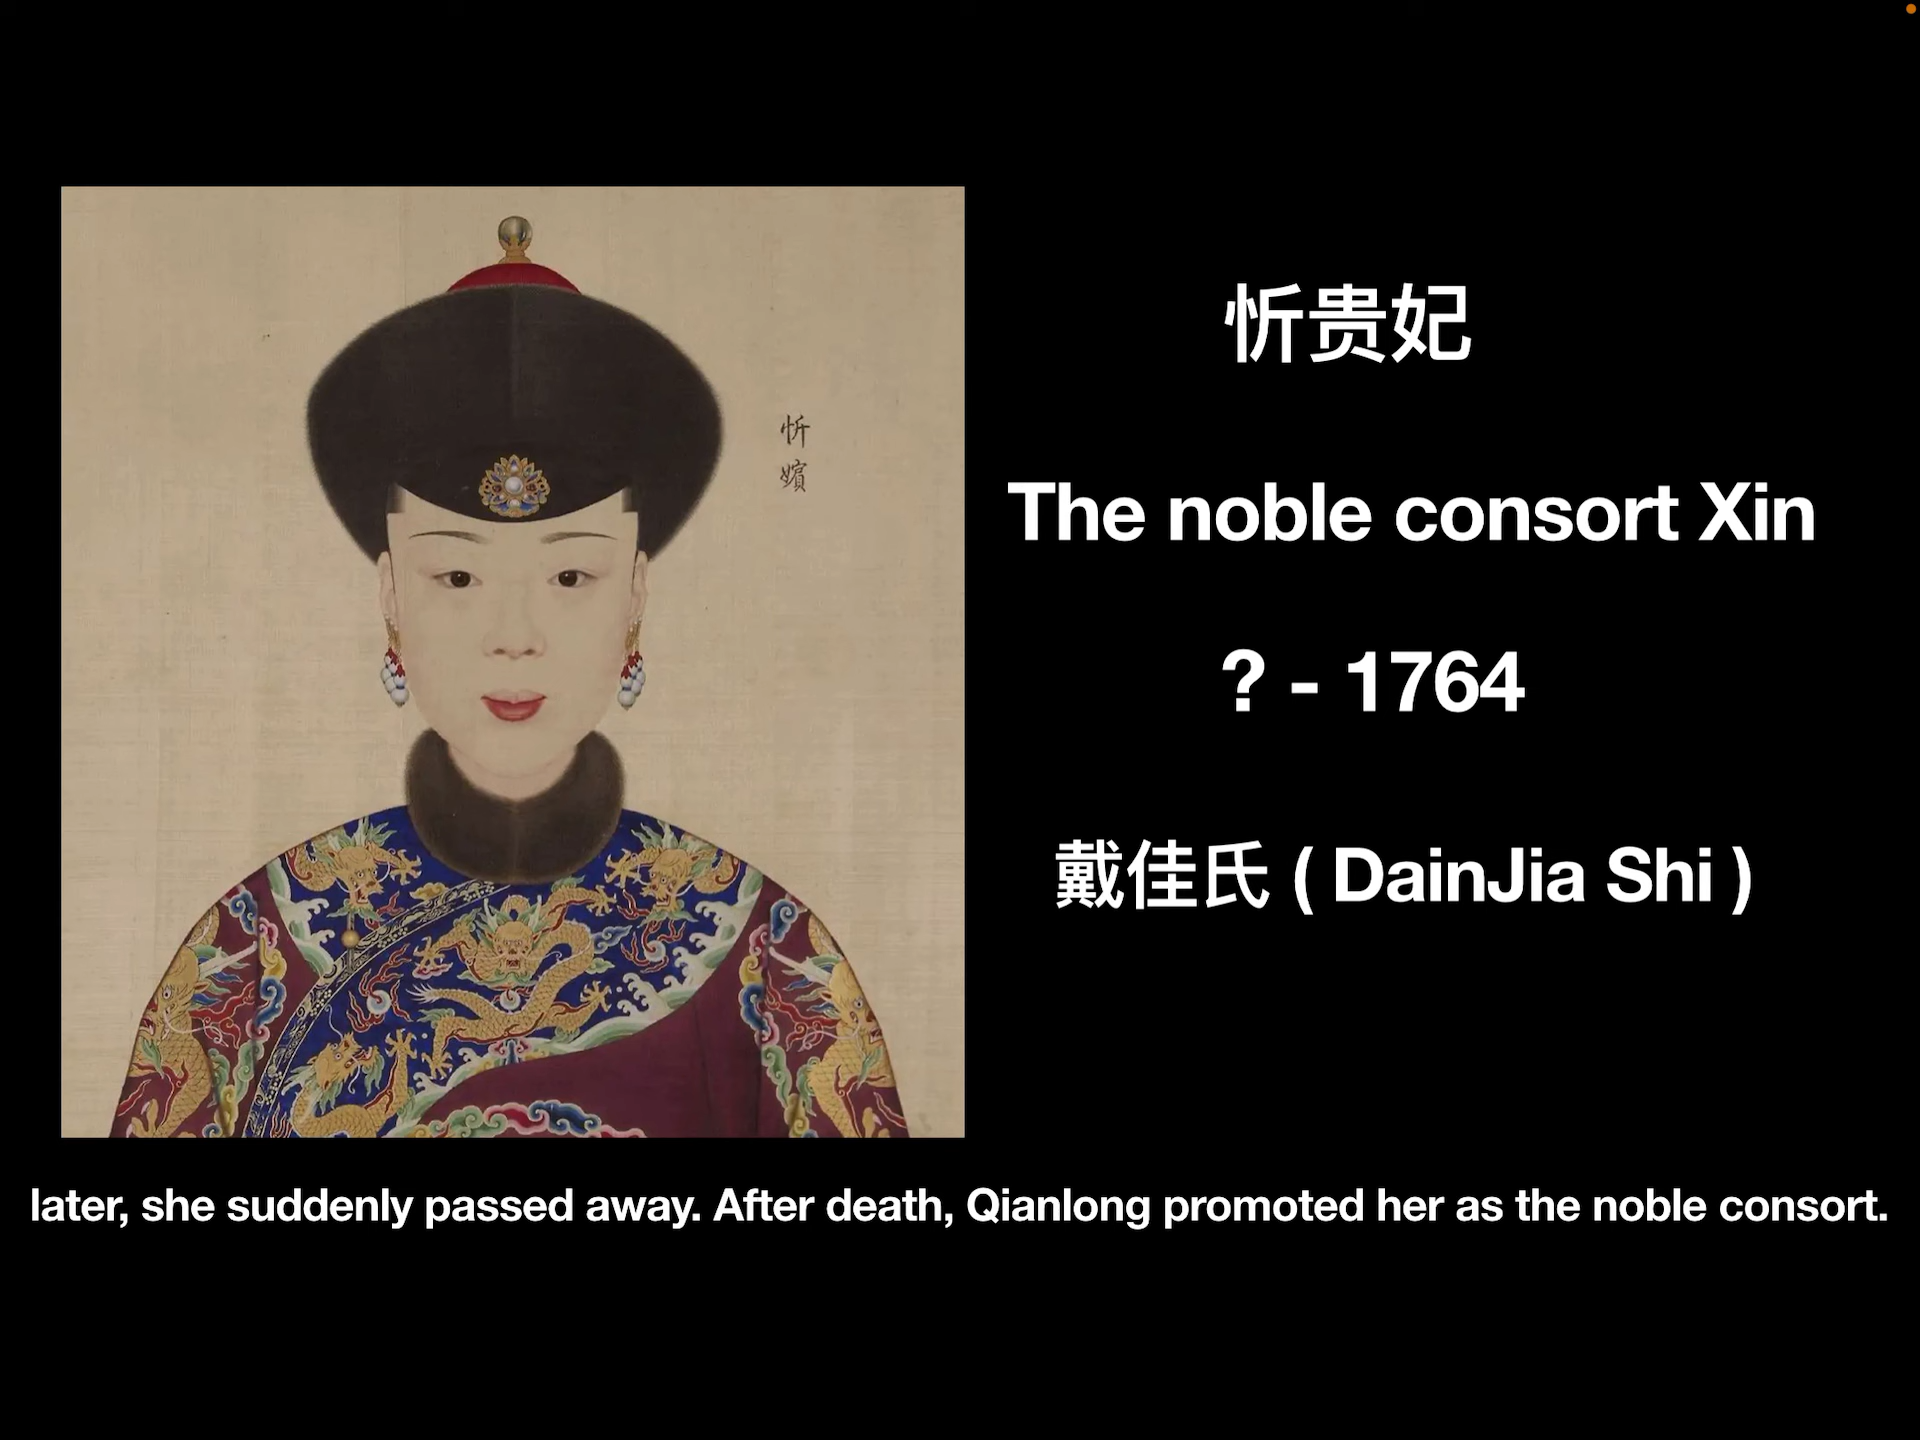 忻嬪
忻贵妃
The noble consort Xin
? - 1764
戴佳氏 ( DainJia Shi )
later, she suddenly passed away. After death, Qianlong promoted her as the noble consort.